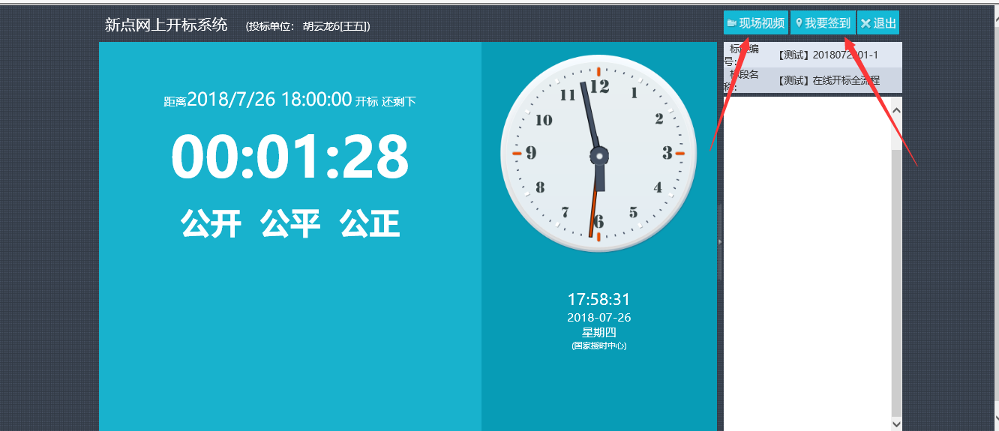 新点网上开标系统 (投标单位: 胡云龙6[王五])
现场视频 我要签到 退出
距离2018/7/26 18:00:00 开标 还剩下
00:01:28
公开 公平 公正
12
1
2
3
4
5
6
7
8
9
10
11
17:58:31
2018-07-26
星期四
(国家授时中心)
标段编号:
【测试】2018072 01-1
标段名称:
【测试】在线开标全流程